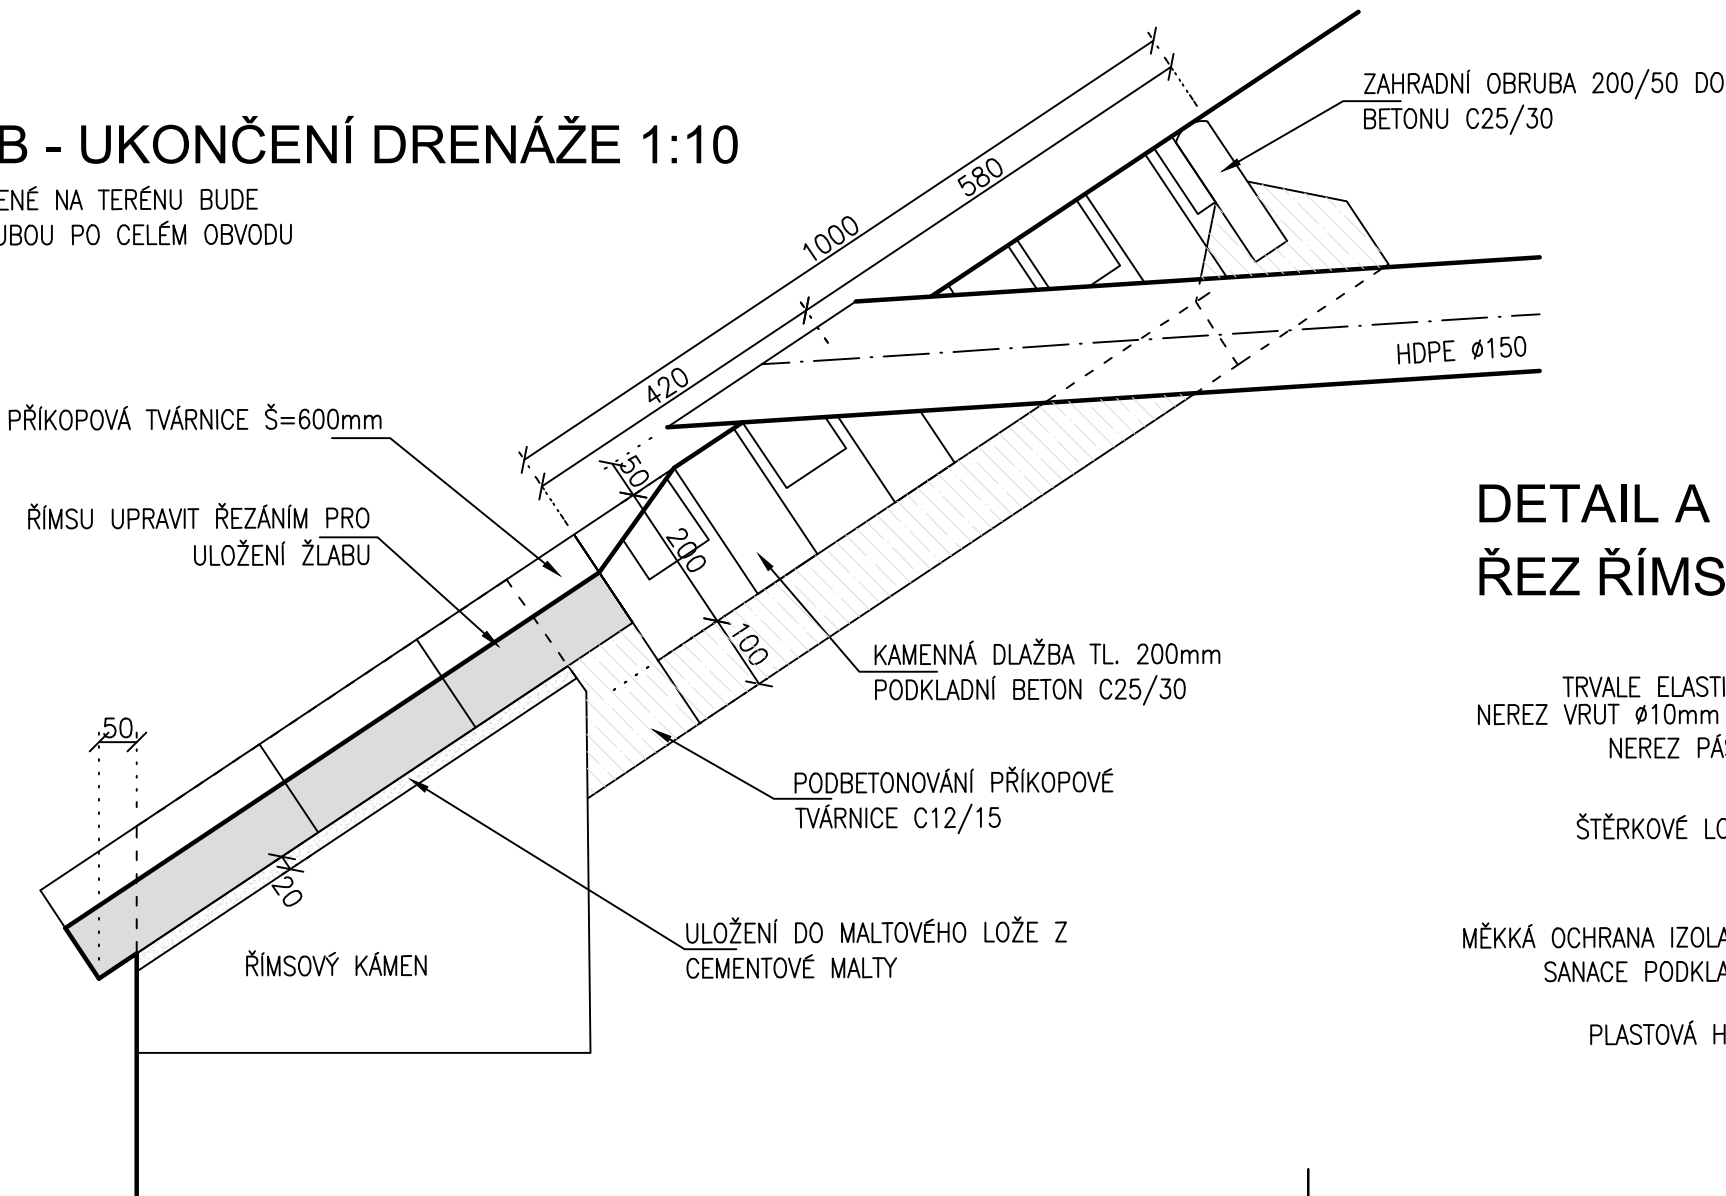 B - UKONČENÍ DRENÁŽE 1:10
ENÉ NA TERÉNU BUDE
UBOU PO CELÉM OBVODU
ZAHRADNÍ OBRUBA 200/50 DO
BETONU C25/30
580
1000
420
HDPE ø150
PŘÍKOPOVÁ TVÁRNICE Š=600mm
ŘÍMSU UPRAVIT ŘEZÁNÍM PRO
ULOŽENÍ ŽLABU
50
200
100
KAMENNÁ DLAŽBA TL. 200mm
PODKLADNÍ BETON C25/30
50
PODBETONOVÁNÍ PŘÍKOPOVÉ
TVÁRNICE C12/15
20
ULOŽENÍ DO MALTOVÉHO LOŽE Z
CEMENTOVÉ MALTY
ŘÍMSOVÝ KÁMEN
DETAIL A
ŘEZ ŘÍMS
TRVALE ELASTI
NEREZ VRUT ø10mm
NEREZ PÁS
ŠTĚRKOVÉ LO
MĚKKÁ OCHRANA IZOLA
SANACE PODKLA
PLASTOVÁ H